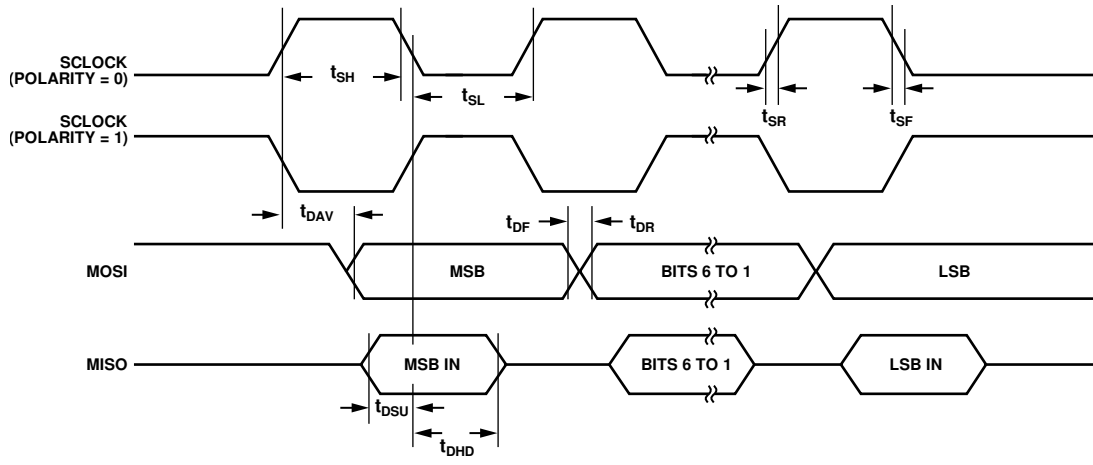 SCLOCK
(POLARITY = 0)
tSH
tSL
tSR
tSF
SCLOCK
(POLARITY = 1)
tDAV
tDF
tDR
MOSI
MSB
BITS 6 TO 1
LSB
MISO
MSB IN
BITS 6 TO 1
LSB IN
tDSU
tDHD